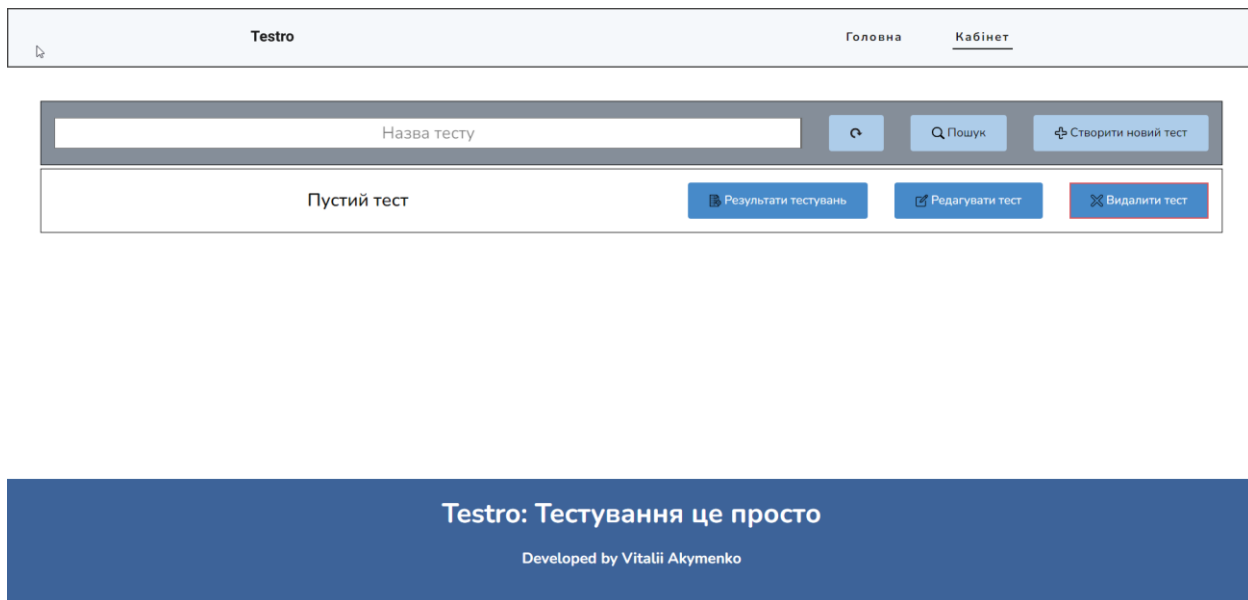 Testro
Головна
Кабінет
Назва тесту
Пошук
Створити новий тест
Пустий тест
Результати тестувань
Редагувати тест
Видалити тест
Testro: Тестування це просто
Developed by Vitalii Akymenko